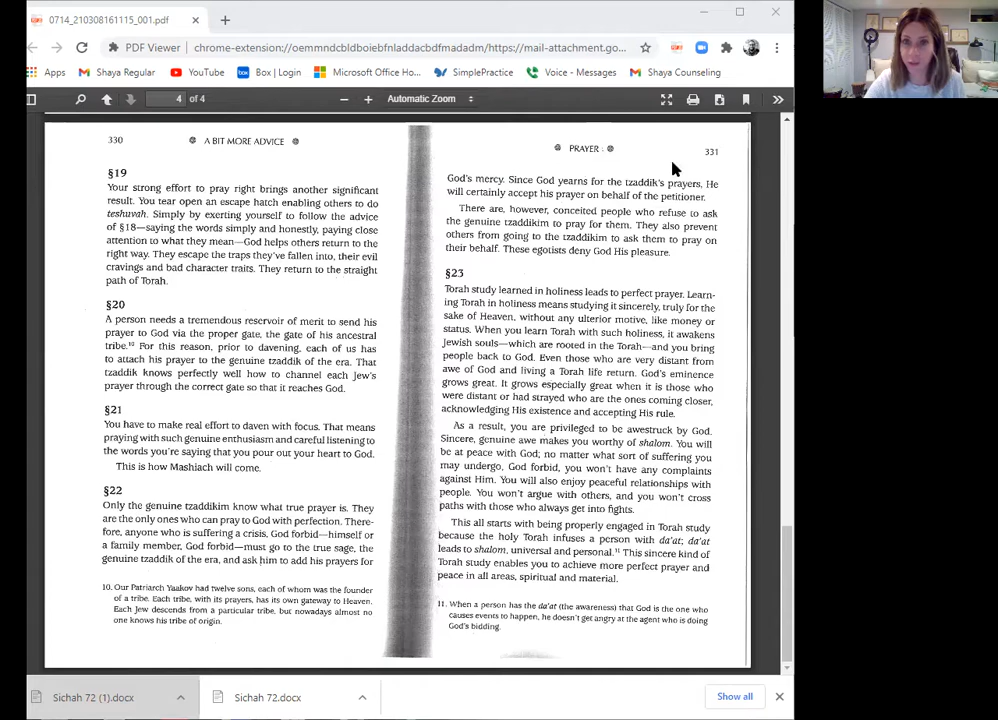 0714_210308161115_001.pdf
PDF Viewer
chrome-extension://oemmndcbldboiebfnladdacbdfmadadm/https://mail-attachment.go...
Apps
Shaya Regular
YouTube
Box | Login
Microsoft Office Ho...
SimplePractice
Voice - Messages
Shaya Counseling
4 of 4
Automatic Zoom
330
A BIT MORE ADVICE
§19
Your strong effort to pray right brings another significant
result. You tear open an escape hatch enabling others to do
teshuvah. Simply by exerting yourself to follow the advice
of §18—saying the words simply and honestly, paying close
attention to what they mean—God helps others return to the
right way. They escape the traps they've fallen into, their evil
cravings and bad character traits. They return to the straight
path of Torah.
§20
A person needs a tremendous reservoir of merit to send his
prayer to God via the proper gate, the gate of his ancestral
tribe.10 For this reason, prior to davening, each of us has
to attach his prayer to the genuine tzaddik of the era. That
tzaddik knows perfectly well how to channel each Jew's
prayer through the correct gate so that it reaches God.
§21
You have to make real effort to daven with focus. That means
praying with such genuine enthusiasm and careful listening to
the words you're saying that you pour out your heart to God.
This is how Mashiach will come.
§22
Only the genuine tzaddikim know what true prayer is. They
are the only ones who can pray to God with perfection. There-
fore, anyone who is suffering a crisis, God forbid—himself or
a family member, God forbid—must go to the true sage, the
genuine tzaddik of the era, and ask him to add his prayers for
10. Our Patriarch Yaakov had twelve sons, each of whom was the founder
of a tribe. Each tribe, with its prayers, has its own gateway to Heaven.
Each Jew descends from a particular tribe, but nowadays almost no
one knows his tribe of origin.
PRAYER
331
God's mercy. Since God yearns for the tzaddik's prayers, He
will certainly accept his prayer on behalf of the petitioner.
There are, however, conceited people who refuse to ask
the genuine tzaddikim to pray for them. They also prevent
others from going to the tzaddikim to ask them to pray on
their behalf. These egotists deny God His pleasure.
§23
Torah study learned in holiness leads to perfect prayer. Learn-
ing Torah in holiness means studying it sincerely, truly for the
sake of Heaven, without any ulterior motive, like money or
status. When you learn Torah with such holiness, it awakens
Jewish souls—which are rooted in the Torah—and you bring
people back to God. Even those who are very distant from
awe of God and living a Torah life return. God's eminence
grows great. It grows especially great when it is those who
were distant or had strayed who are the ones coming closer,
acknowledging His existence and accepting His rule.
As a result, you are privileged to be awestruck by God.
Sincere, genuine awe makes you worthy of shalom. You will
be at peace with God; no matter what sort of suffering you
may undergo, God forbid, you won't have any complaints
against Him. You will also enjoy peaceful relationships with
people. You won't argue with others, and you won't cross
paths with those who always get into fights.
This all starts with being properly engaged in Torah study
because the holy Torah infuses a person with da'at; da'at
leads to shalom, universal and personal.11 This sincere kind of
Torah study enables you to achieve more perfect prayer and
peace in all areas, spiritual and material.
11. When a person has the da'at (the awareness) that God is the one who
causes events to happen, he doesn't get angry at the agent who is doing
God's bidding.
Sichah 72 (1).docx
Sichah 72.docx
Show all